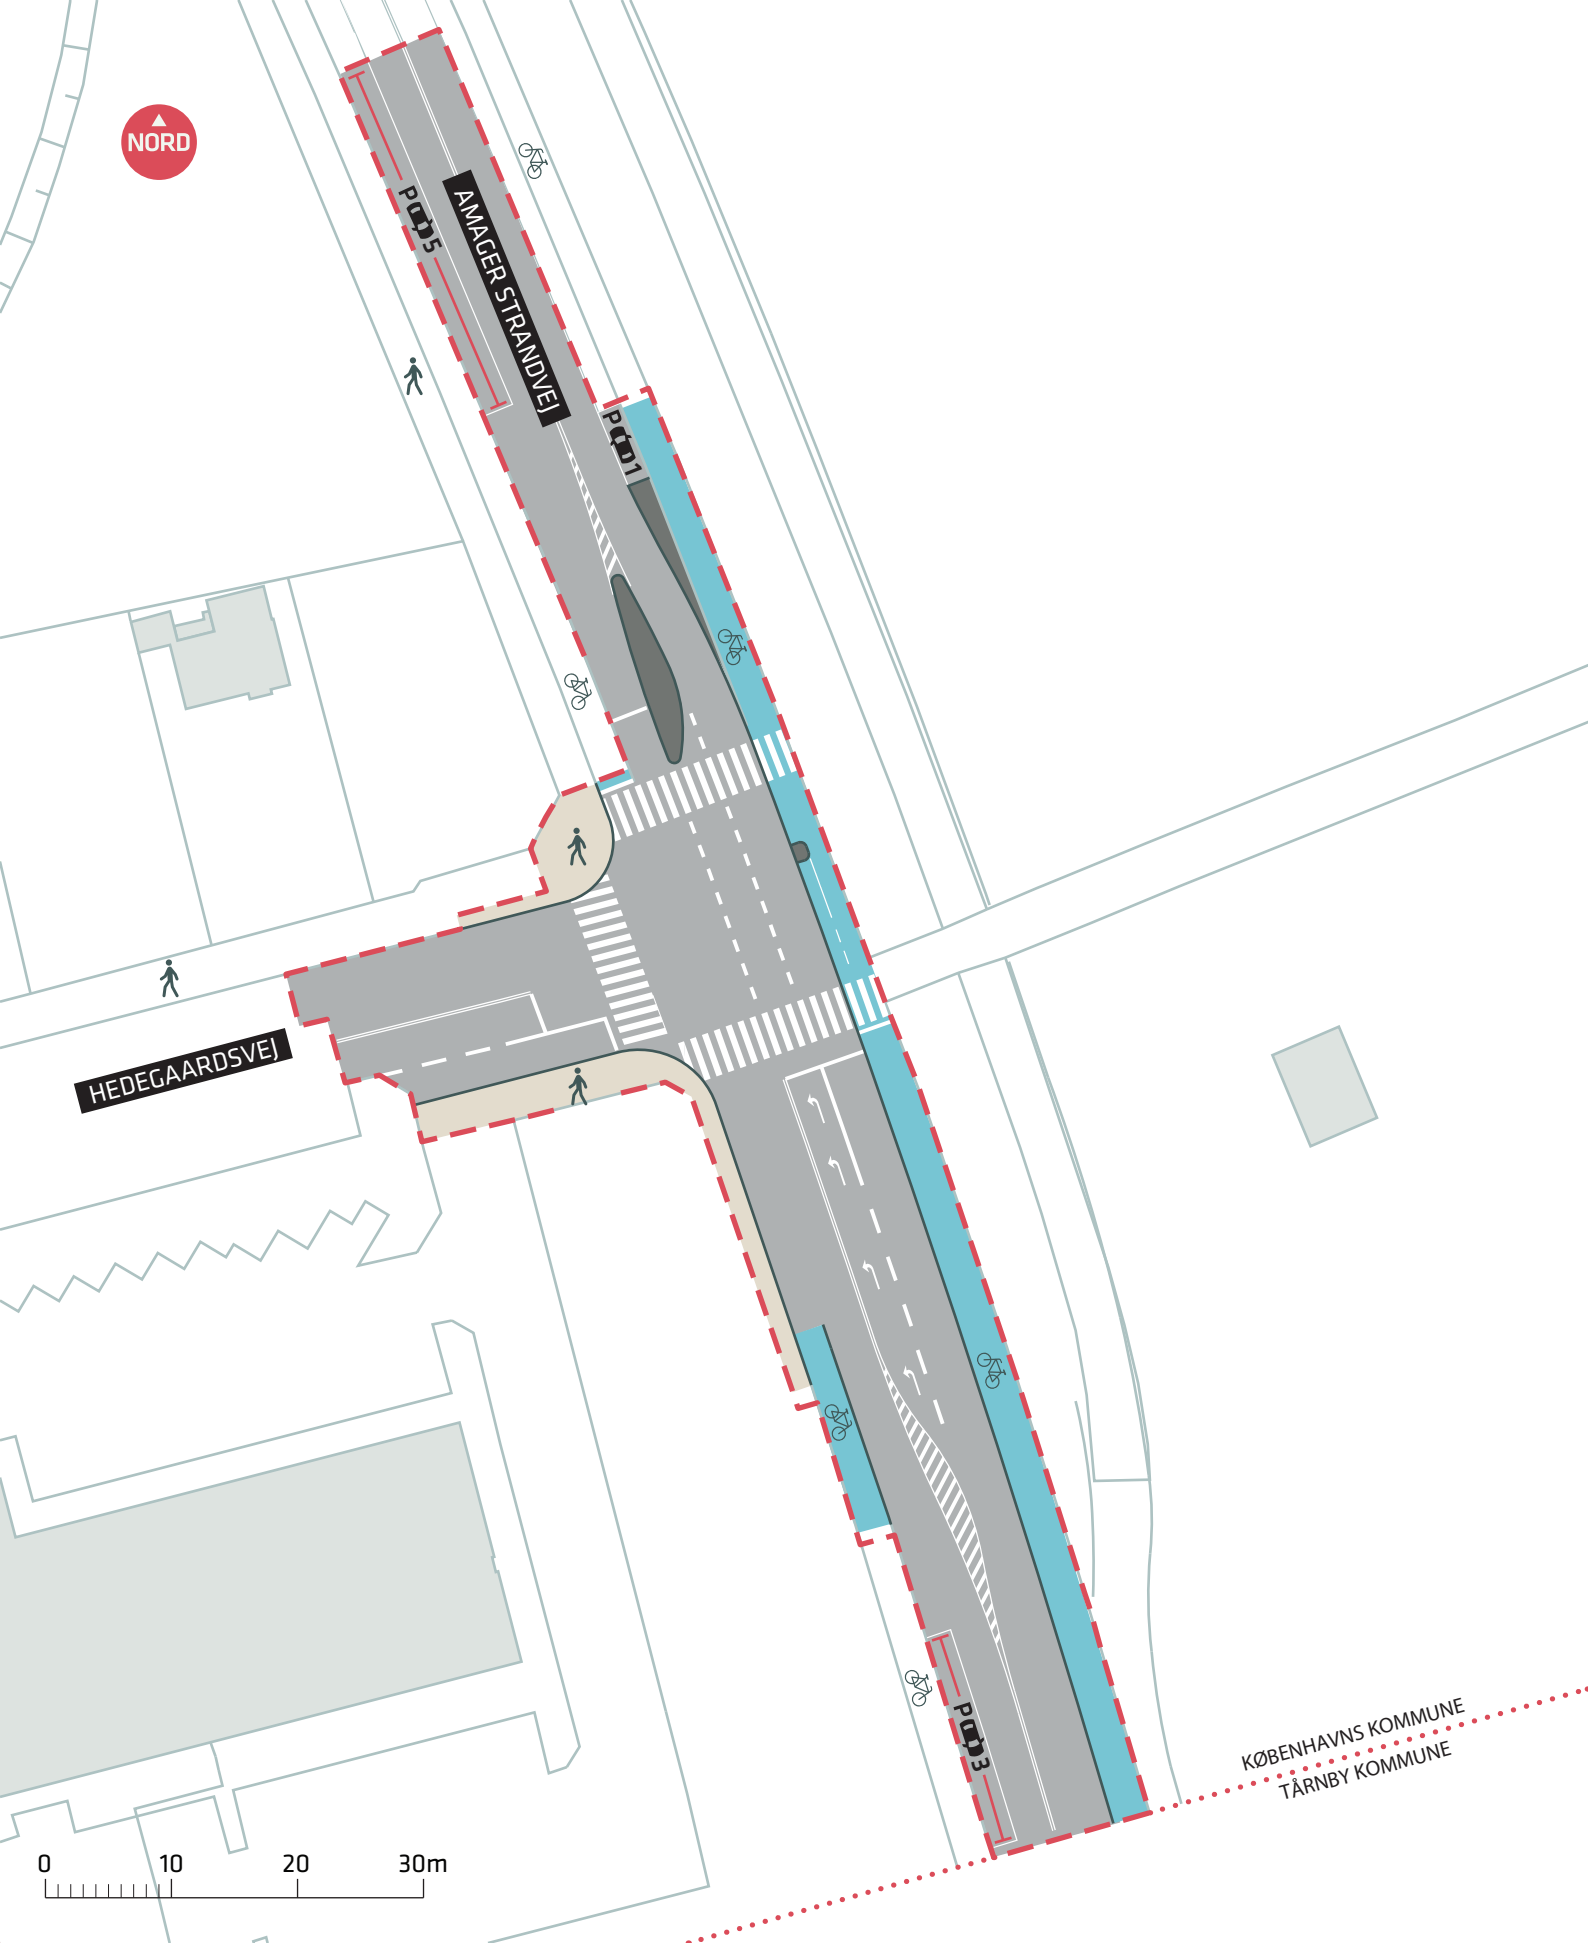 NORD
P 5
AMAGER STRANDVEJ
P 1
HEDEGAARDSVEJ
P 3
KØBENHAVNS KOMMUNE
TÅRNBY KOMMUNE
0 10 20 30m